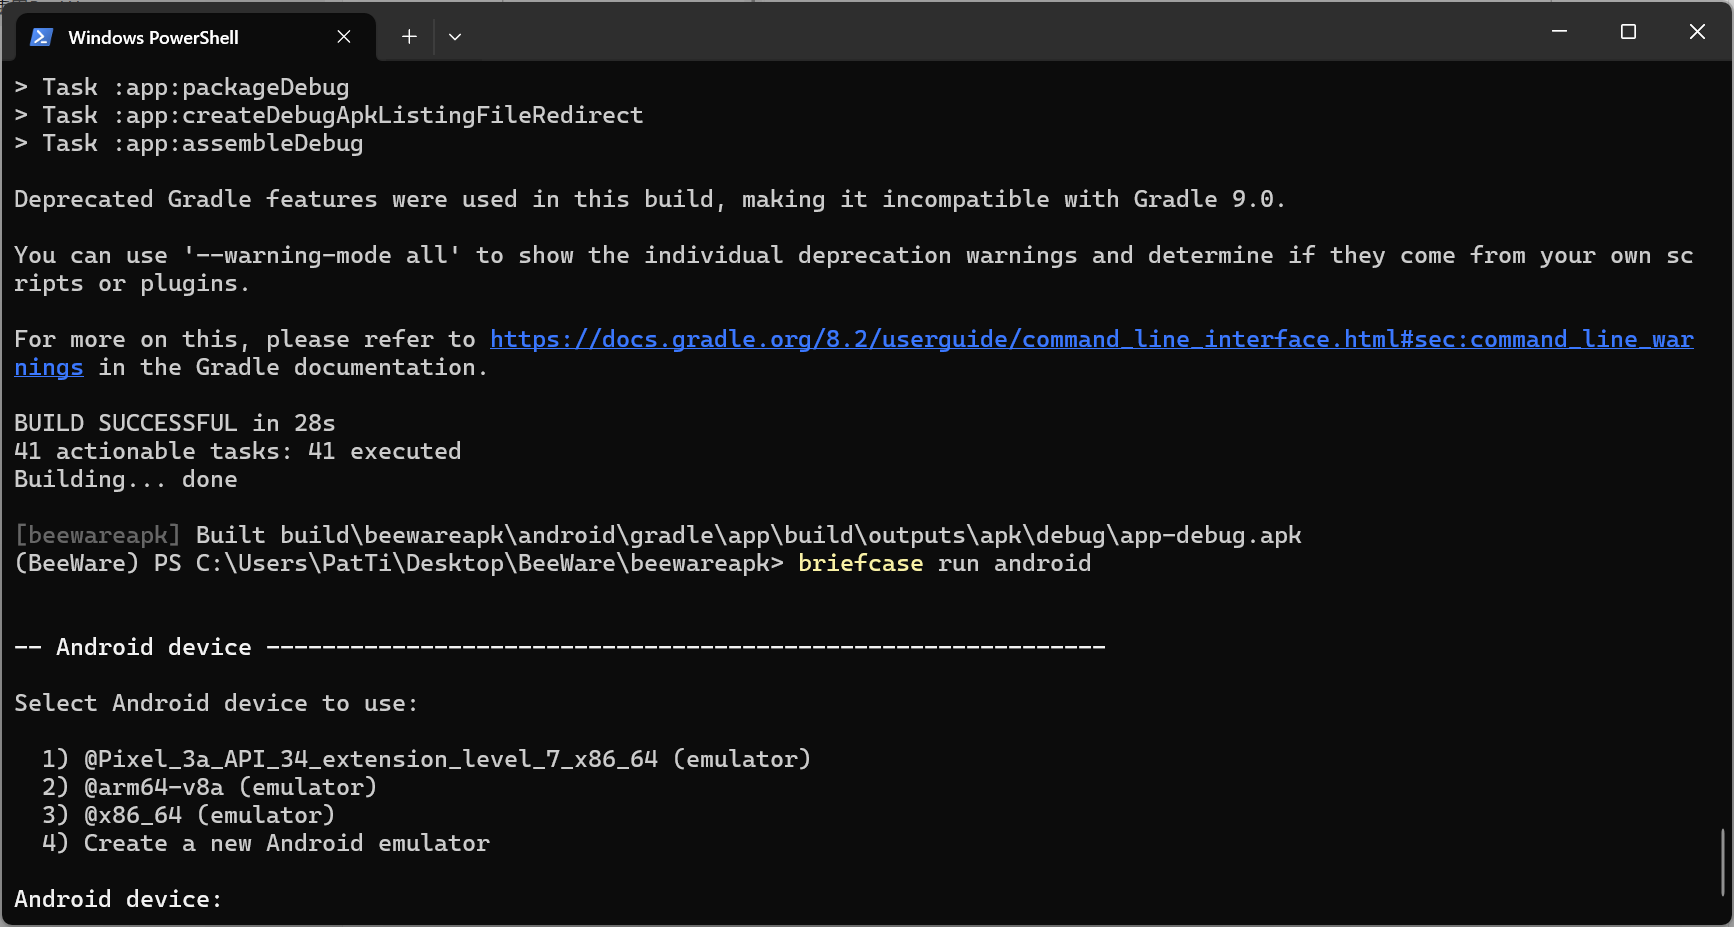 Windows PowerShell
> Task :app:packageDebug
> Task :app:createDebugApkListingFileRedirect
> Task :app:assembleDebug
Deprecated Gradle features were used in this build, making it incompatible with Gradle 9.0.
You can use '--warning-mode all' to show the individual deprecation warnings and determine if they come from your own sc
ripts or plugins.
For more on this, please refer to https://docs.gradle.org/8.2/userguide/command_line_interface.html#sec:command_line_war
nings in the Gradle documentation.
BUILD SUCCESSFUL in 28s
41 actionable tasks: 41 executed
Building... done
[beewareapk] Built build\beewareapk\android\gradle\app\build\outputs\apk\debug\app-debug.apk
(BeeWare) PS C:\Users\PatTi\Desktop\BeeWare\beewareapk> briefcase run android
-- Android device ------------------------------------------------------------
Select Android device to use:
1) @Pixel_3a_API_34_extension_level_7_x86_64 (emulator)
2) @arm64-v8a (emulator)
3) @x86_64 (emulator)
4) Create a new Android emulator
Android device: